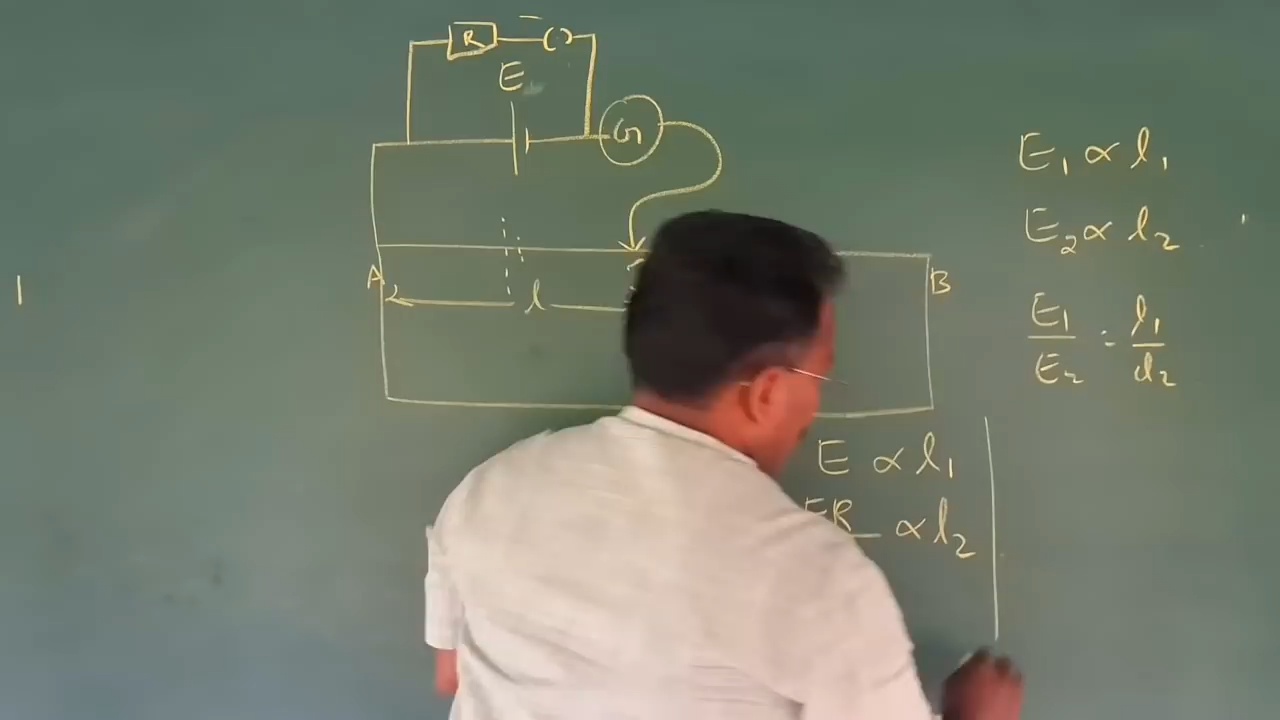 R ( )
E
G
A B
l
E₁ ∝ l₁
E₂ ∝ l₂
E₁/E₂ = l₁/l₂
E ∝ l₁
ER ∝ l₂